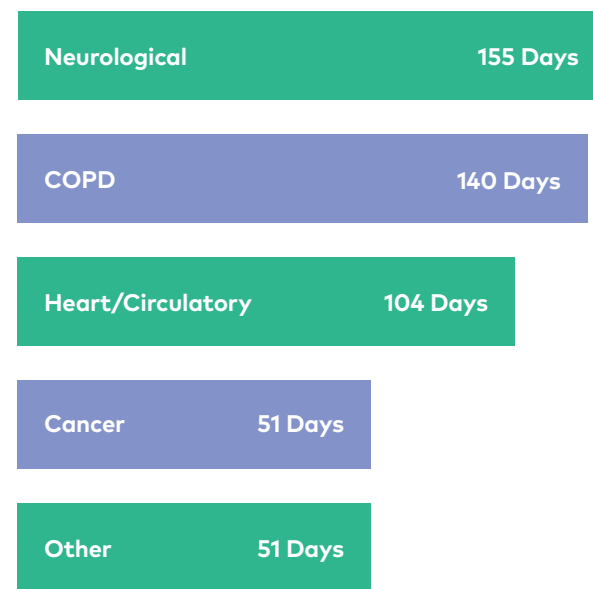 Neurological 155 Days
COPD 140 Days
Heart/Circulatory 104 Days
Cancer 51 Days
Other 51 Days